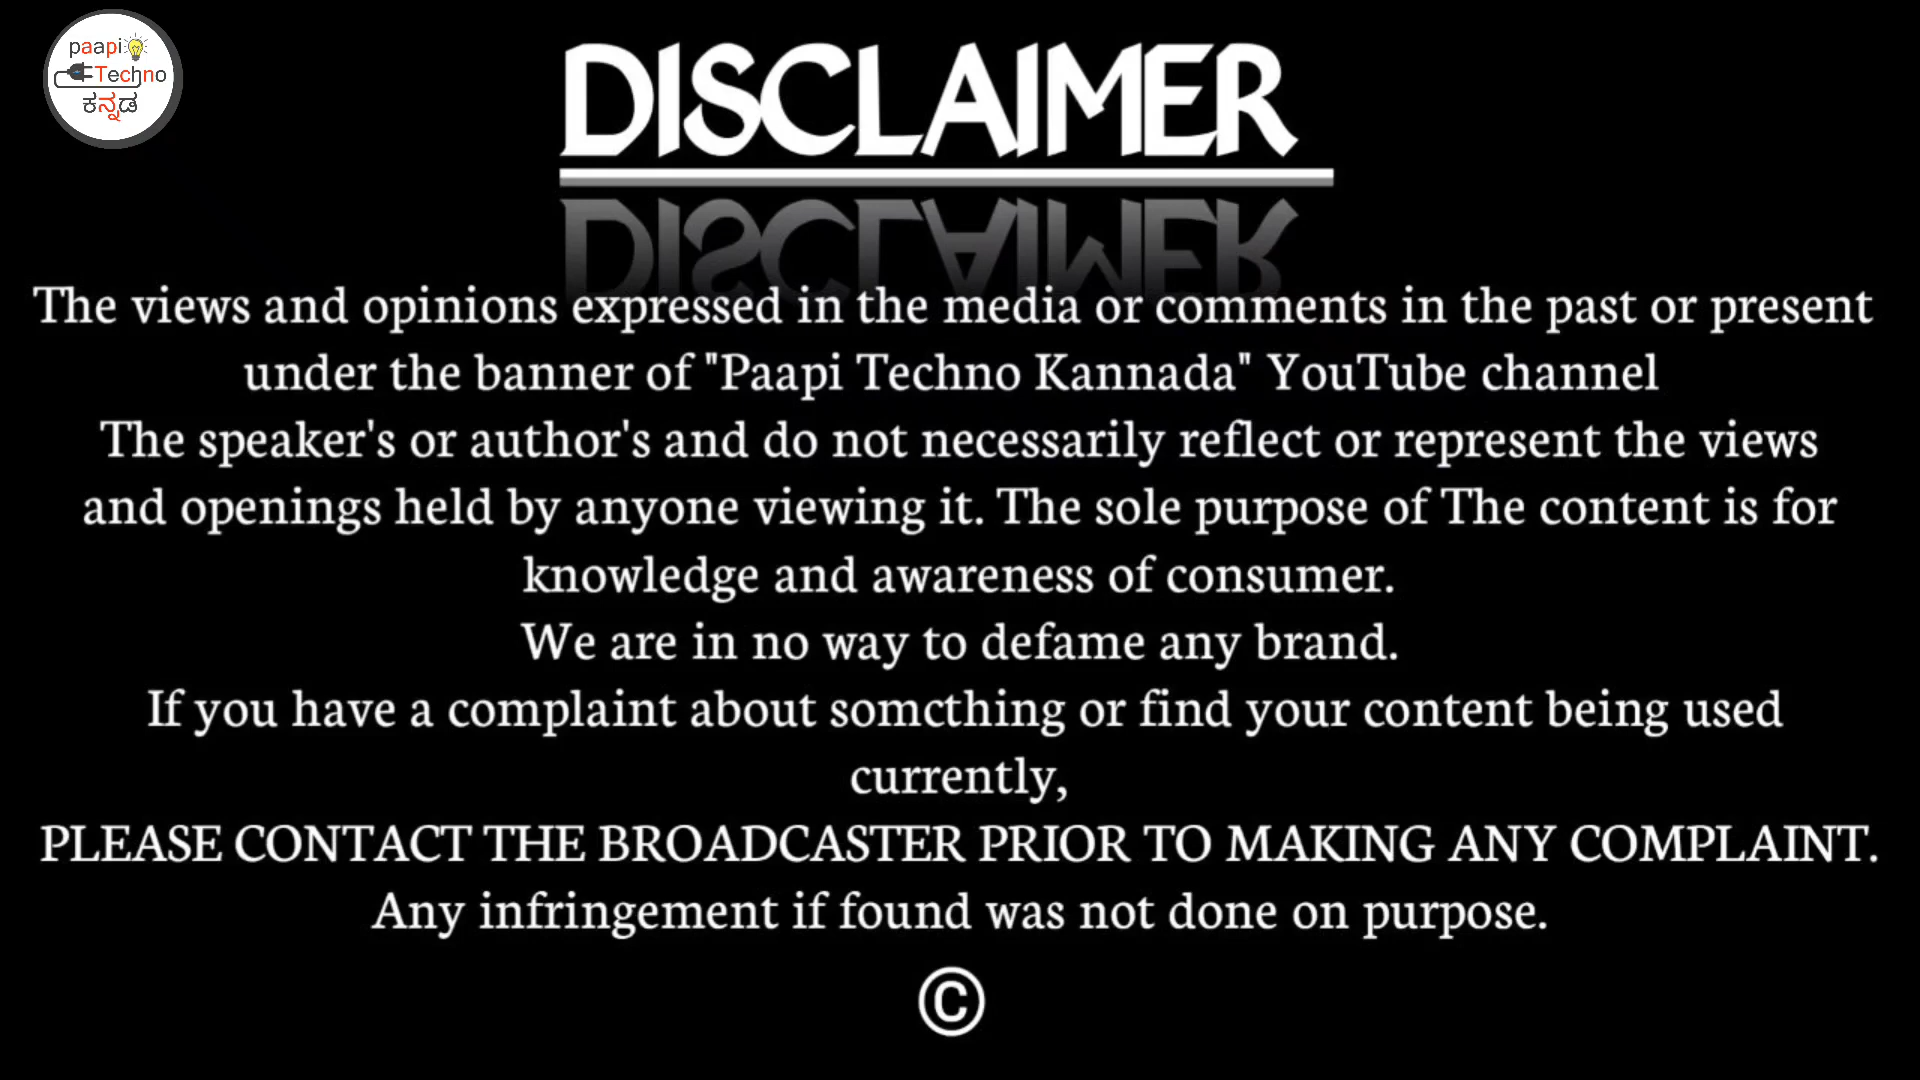 paapi
Techno
ಕನ್ನಡ
DISCLAIMER
The views and opinions expressed in the media or comments in the past or present
under the banner of "Paapi Techno Kannada" YouTube channel
The speaker's or author's and do not necessarily reflect or represent the views
and openings held by anyone viewing it. The sole purpose of The content is for
knowledge and awareness of consumer.
We are in no way to defame any brand.
If you have a complaint about somcthing or find your content being used
currently,
PLEASE CONTACT THE BROADCASTER PRIOR TO MAKING ANY COMPLAINT.
Any infringement if found was not done on purpose.
©